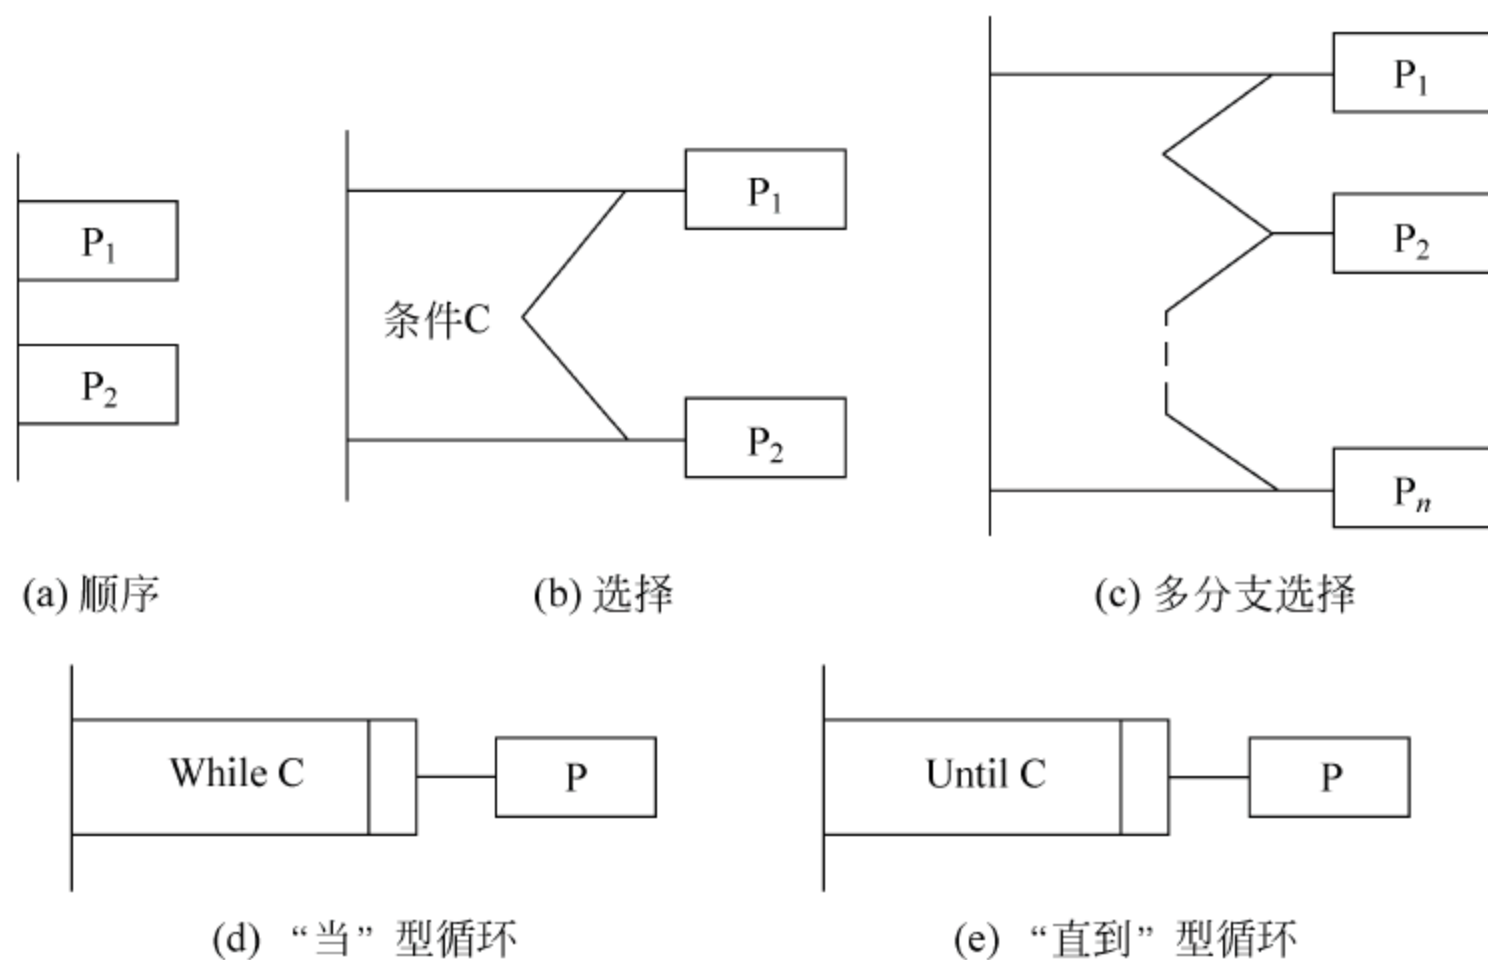 P₁
P₂
(a) 顺序
条件C
P₁
P₂
(b) 选择
P₁
P₂
Pₙ
(c) 多分支选择
While C
P
(d) “当”型循环
Until C
P
(e) “直到”型循环